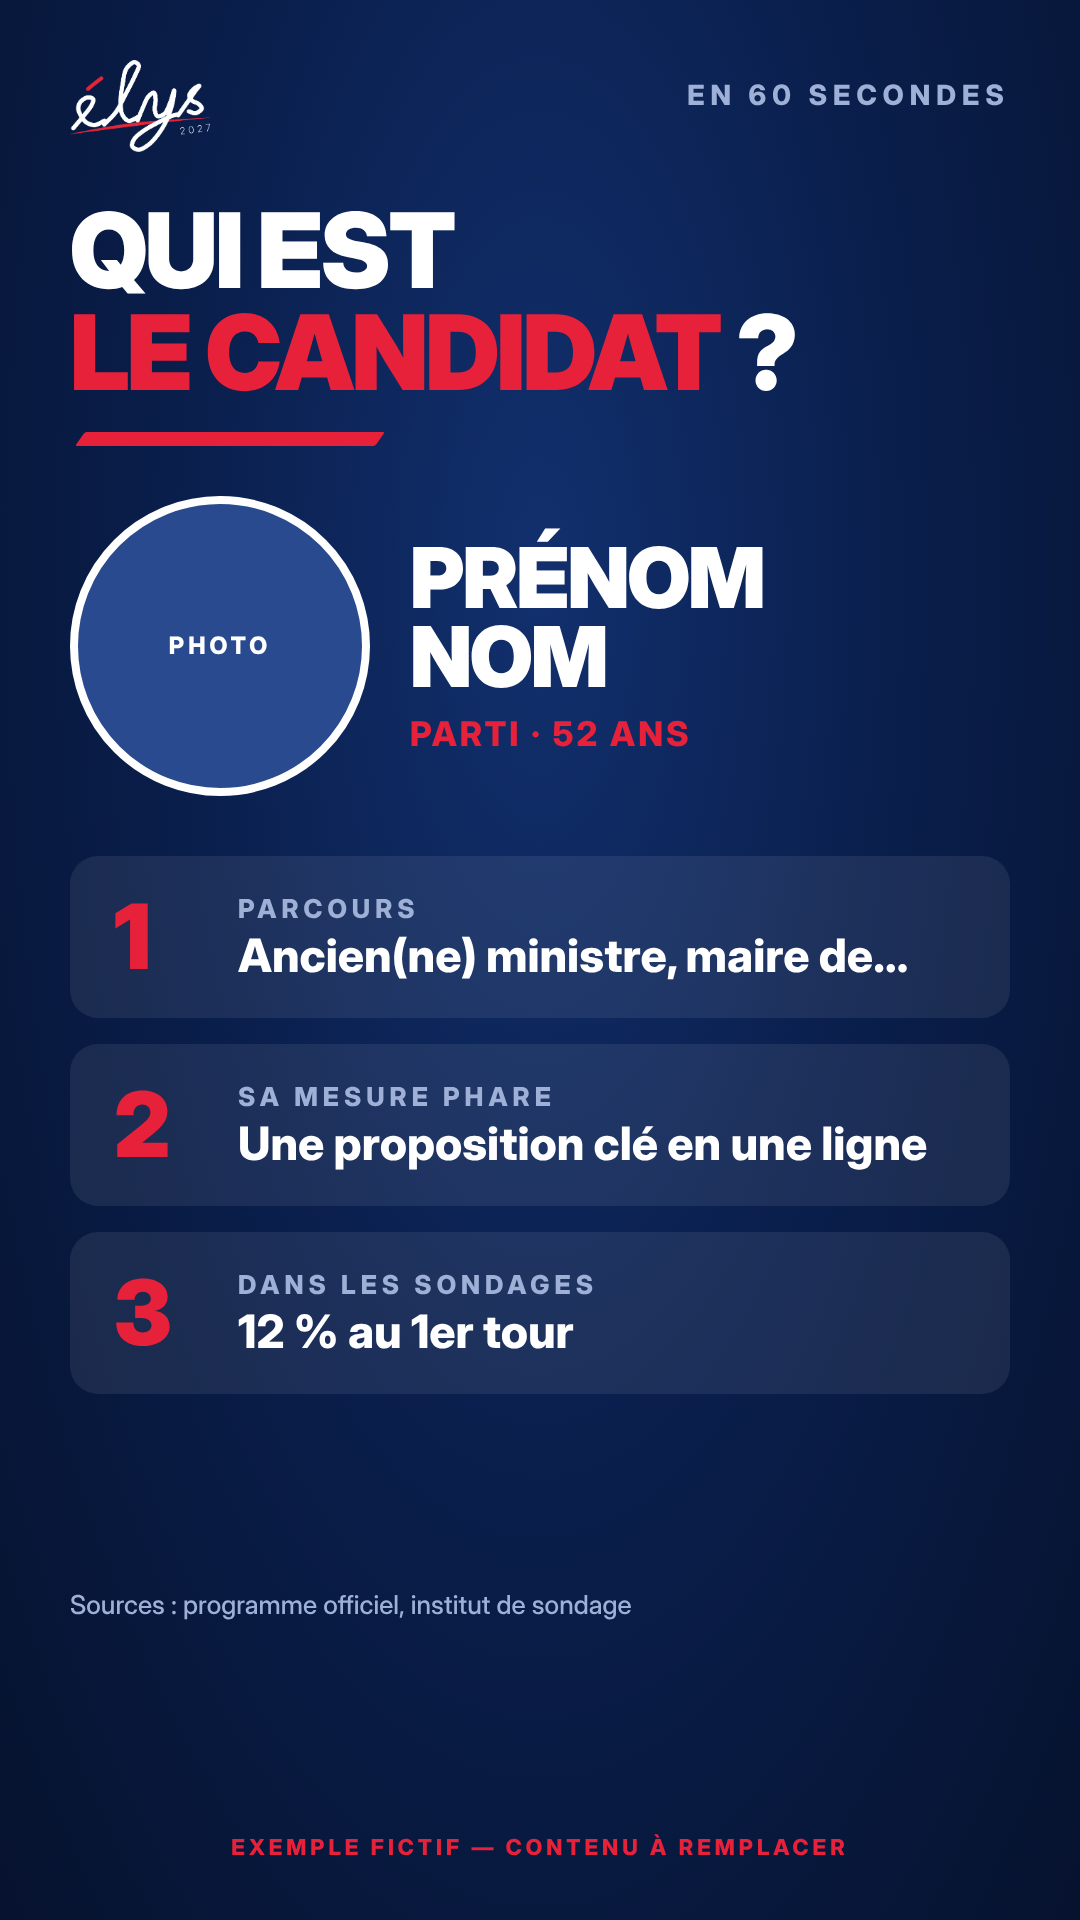 élys
2027
EN 60 SECONDES
QUI EST
LE CANDIDAT ?
PHOTO
PRÉNOM
NOM
PARTI · 52 ANS
1
PARCOURS
Ancien(ne) ministre, maire de...
2
SA MESURE PHARE
Une proposition clé en une ligne
3
DANS LES SONDAGES
12 % au 1er tour
Sources : programme officiel, institut de sondage
EXEMPLE FICTIF — CONTENU À REMPLACER